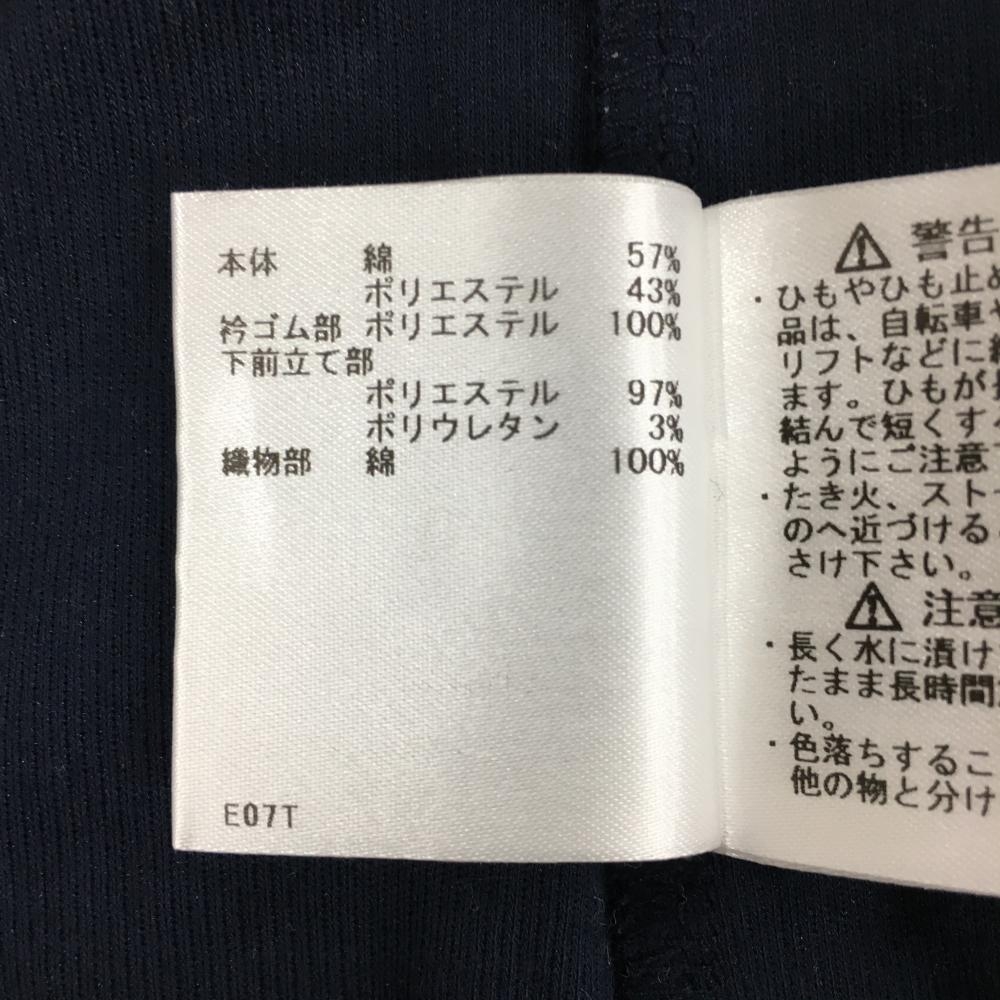 本体 綿 57%
ポリエステル 43%
衿ゴム部 ポリエステル 100%
下前立て部
ポリエステル 97%
ポリウレタン 3%
織物部 綿 100%
E07T
警告
・ひもやひも止め
品は、自転車や
リフトなどに
ます。ひもが
結んで短くす
ようにご注意
・たき火、スト
のへ近づける
さけ下さい。
注意
・長く水に漬け
たまま長時間
い。
・色落ちするこ
他の物と分け